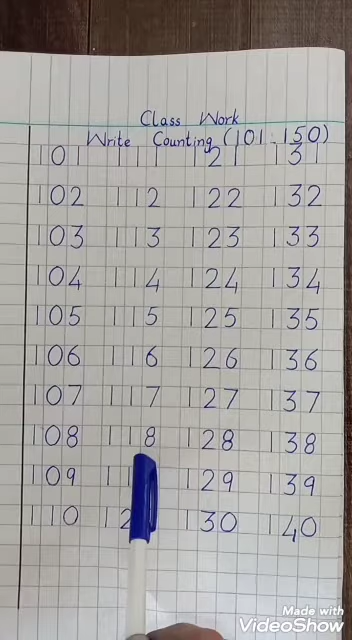 Class Work
Write Counting (101-150)
101 111 121 131
102 112 122 132
103 113 123 133
104 114 124 134
105 115 125 135
106 116 126 136
107 117 127 137
108 118 128 138
109 129 139
110 130 140
Made with
VideoShow